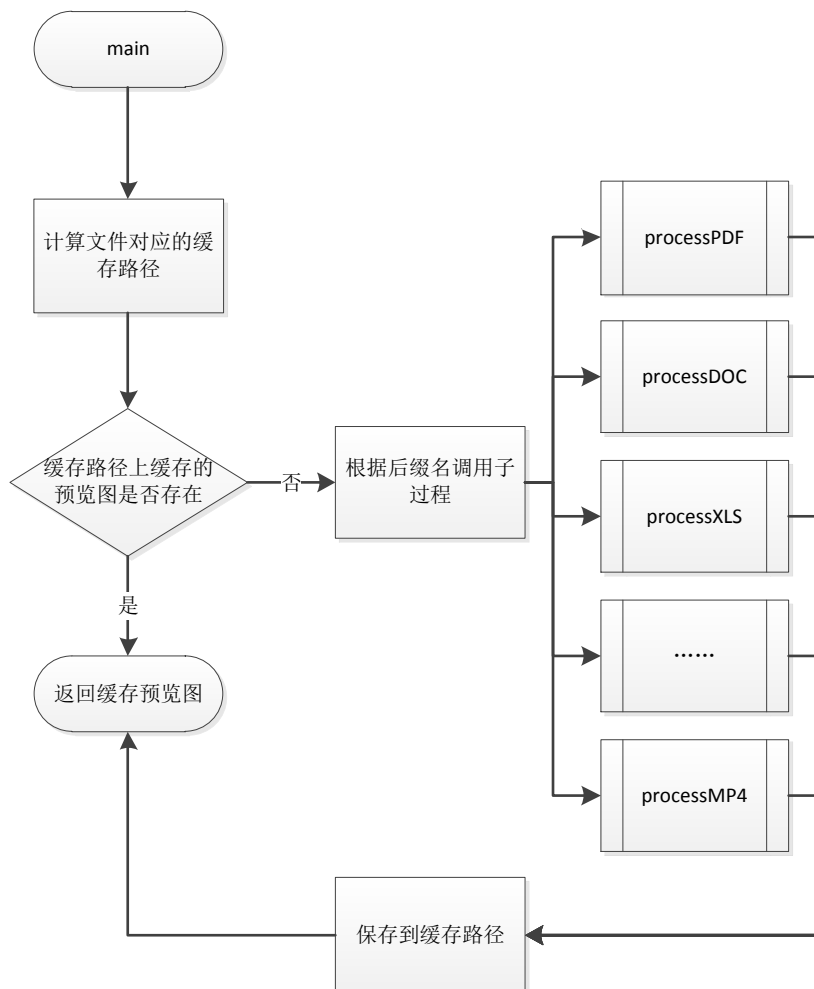 main
计算文件对应的缓
存路径
缓存路径上缓存的
预览图是否存在
否
根据后缀名调用子
过程
processPDF
processDOC
processXLS
……
processMP4
是
返回缓存预览图
保存到缓存路径